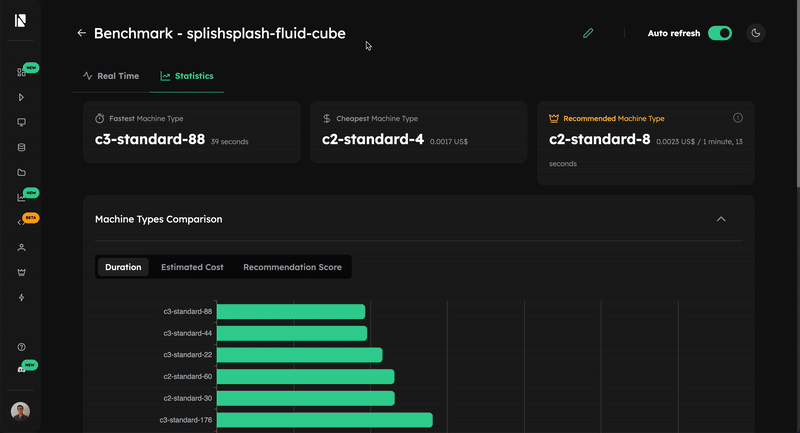 Benchmark - splishsplash-fluid-cube
Auto refresh
NEW
Real Time
Statistics
Fastest Machine Type
c3-standard-88 39 seconds
Cheapest Machine Type
c2-standard-4 0.0017 US$
Recommended Machine Type
c2-standard-8 0.0023 US$ / 1 minute, 13
seconds
NEW
BETA
Machine Types Comparison
Duration
Estimated Cost
Recommendation Score
c3-standard-88
c3-standard-44
c3-standard-22
c2-standard-60
c2-standard-30
c3-standard-176
NEW